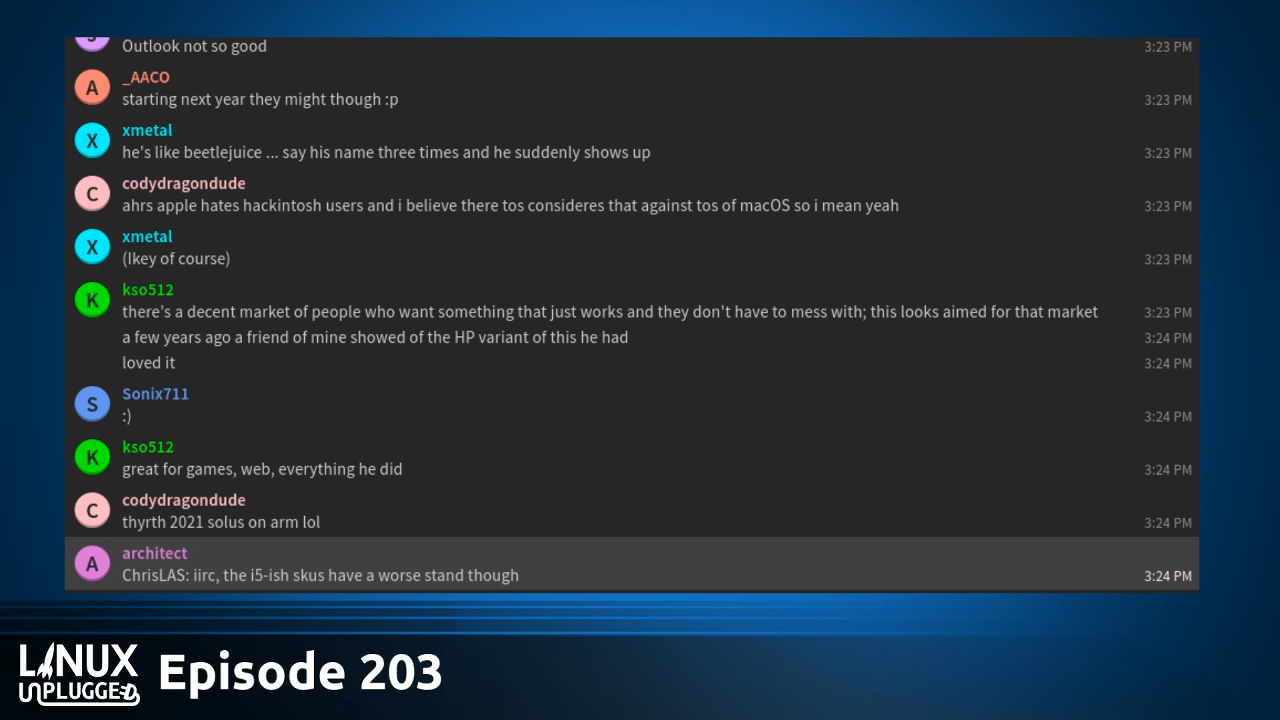 Outlook not so good 3:23 PM
A _AACO
starting next year they might though :p 3:23 PM
X xmetal
he's like beetlejuice ... say his name three times and he suddenly shows up 3:23 PM
C codydragondude
ahrs apple hates hackintosh users and i believe there tos consideres that against tos of macOS so i mean yeah 3:23 PM
X xmetal
(Ikey of course) 3:23 PM
K kso512
there's a decent market of people who want something that just works and they don't have to mess with; this looks aimed for that market 3:23 PM
a few years ago a friend of mine showed of the HP variant of this he had 3:24 PM
loved it 3:24 PM
S Sonix711
:) 3:24 PM
K kso512
great for games, web, everything he did 3:24 PM
C codydragondude
thyrth 2021 solus on arm lol 3:24 PM
A architect
ChrisLAS: iirc, the i5-ish skus have a worse stand though 3:24 PM
LINUX
UNPLUGGED
Episode 203